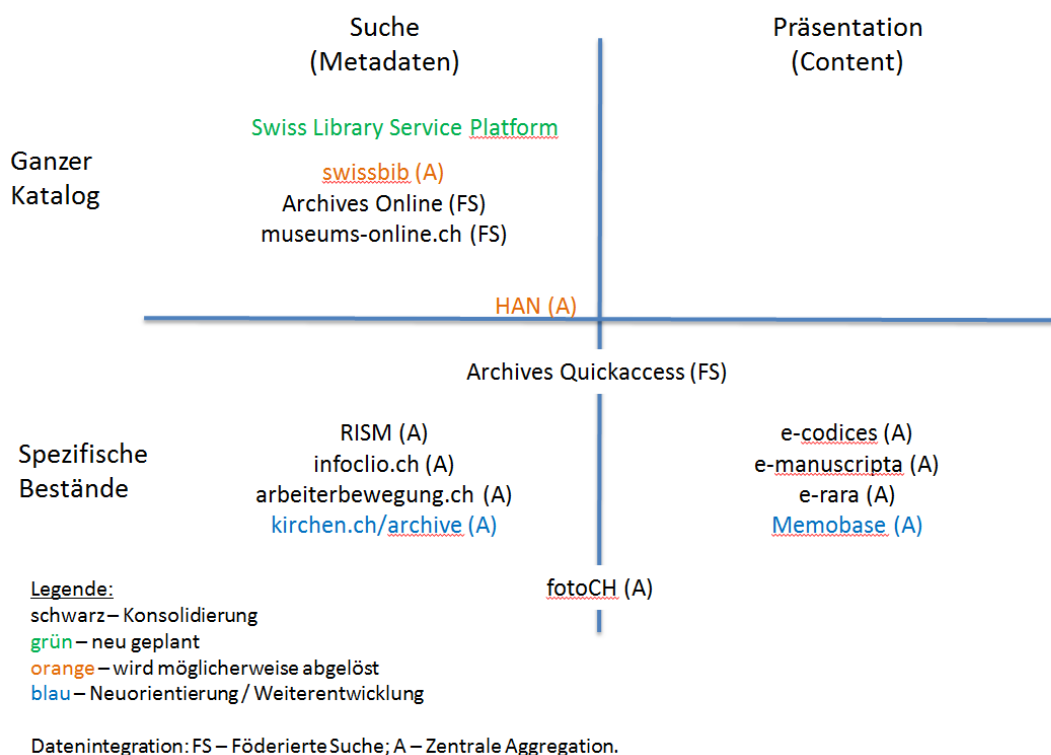 Suche
(Metadaten)
Präsentation
(Content)
Ganzer
Katalog
Swiss Library Service Platform
swissbib (A)
Archives Online (FS)
museums-online.ch (FS)
HAN (A)
Archives Quickaccess (FS)
Spezifische
Bestände
RISM (A)
infoclio.ch (A)
arbeiterbewegung.ch (A)
kirchen.ch/archive (A)
e-codices (A)
e-manuscripta (A)
e-rara (A)
Memobase (A)
fotoCH (A)
Legende:
schwarz – Konsolidierung
grün – neu geplant
orange – wird möglicherweise abgelöst
blau – Neuorientierung / Weiterentwicklung
Datenintegration: FS – Föderierte Suche; A – Zentrale Aggregation.